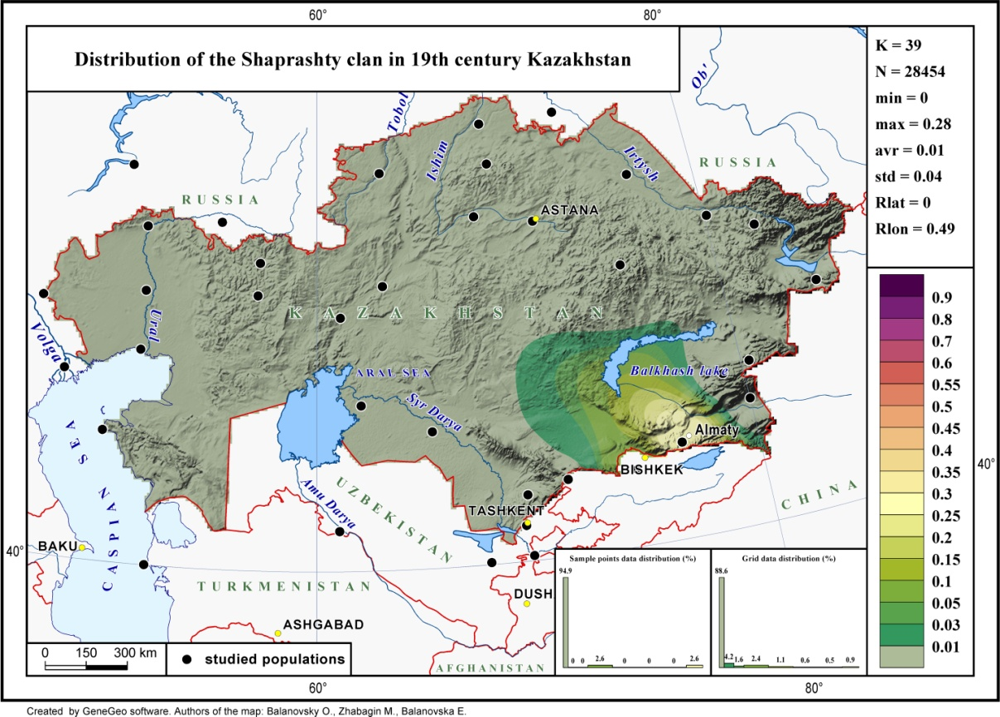 60°
80°
Distribution of the Shaprashty clan in 19th century Kazakhstan
K = 39
N = 28454
min = 0
max = 0.28
avr = 0.01
std = 0.04
Rlat = 0
Rlon = 0.49
Ob'
Tobol
Ishim
Irtysh
RUSSIA
RUSSIA
ASTANA
KAZAKHSTAN
Ural
Volga
ARAL SEA
Syr Darya
Balkhash lake
Almaty
BISHKEK
CASPIAN SEA
Amu Darya
UZBEKISTAN
TASHKENT
CHINA
40°
40°
BAKU
TURKMENISTAN
DUSH
ASHGABAD
AFGHANISTAN
0.9
0.8
0.7
0.6
0.55
0.5
0.45
0.4
0.35
0.3
0.25
0.2
0.15
0.1
0.05
0.03
0.01
Sample points data distribution (%)
94.9
0 0 2.6 0 0 0 2.6
Grid data distribution (%)
88.6
4.2 1.6 2.4 1.1 0.6 0.5 0.9
0 150 300 km
studied populations
60°
80°
Created by GeneGeo software. Authors of the map: Balanovsky O., Zhabagin M., Balanovska E.